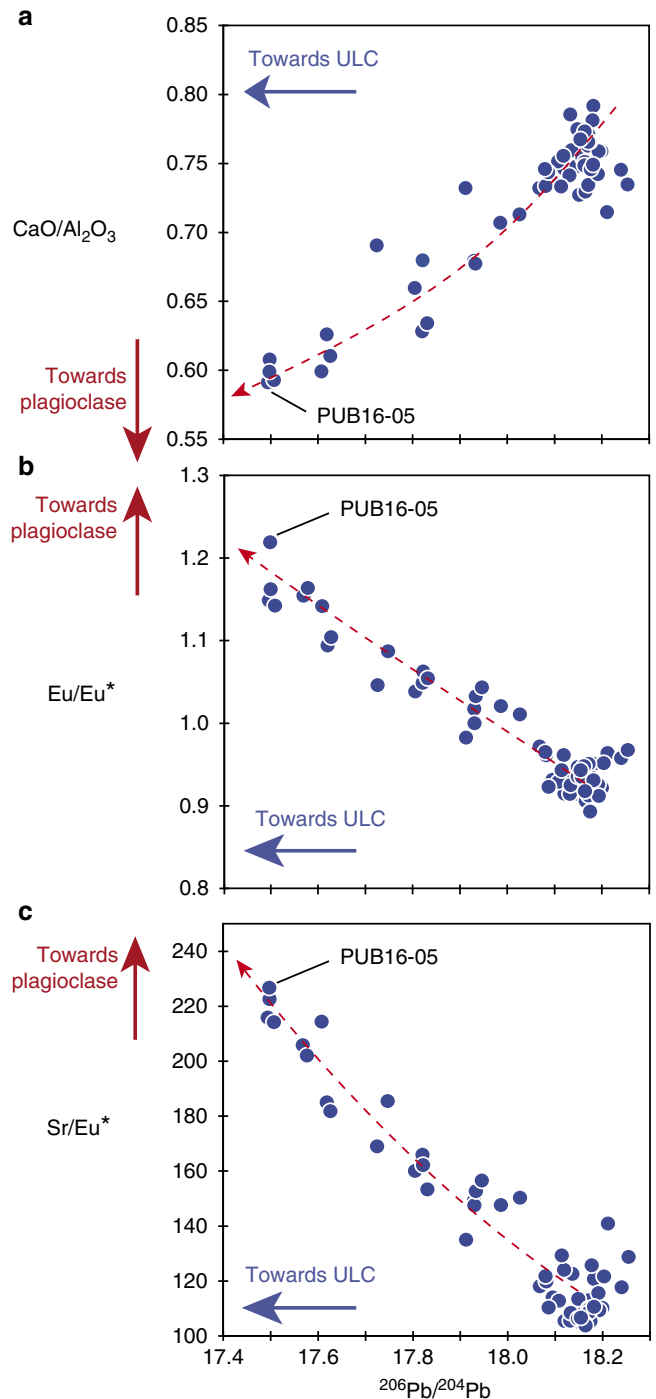 a
0.85
Towards ULC
0.80
0.75
CaO/Al₂O₃
0.70
0.65
Towards
plagioclase
0.60
PUB16-05
0.55
b
1.3
Towards
plagioclase
PUB16-05
1.2
1.1
Eu/Eu*
1.0
0.9
Towards ULC
0.8
c
240
Towards
plagioclase
PUB16-05
220
200
180
Sr/Eu*
160
140
120
Towards ULC
100
17.4 17.6 17.8 18.0 18.2
²⁰⁶Pb/²⁰⁴Pb